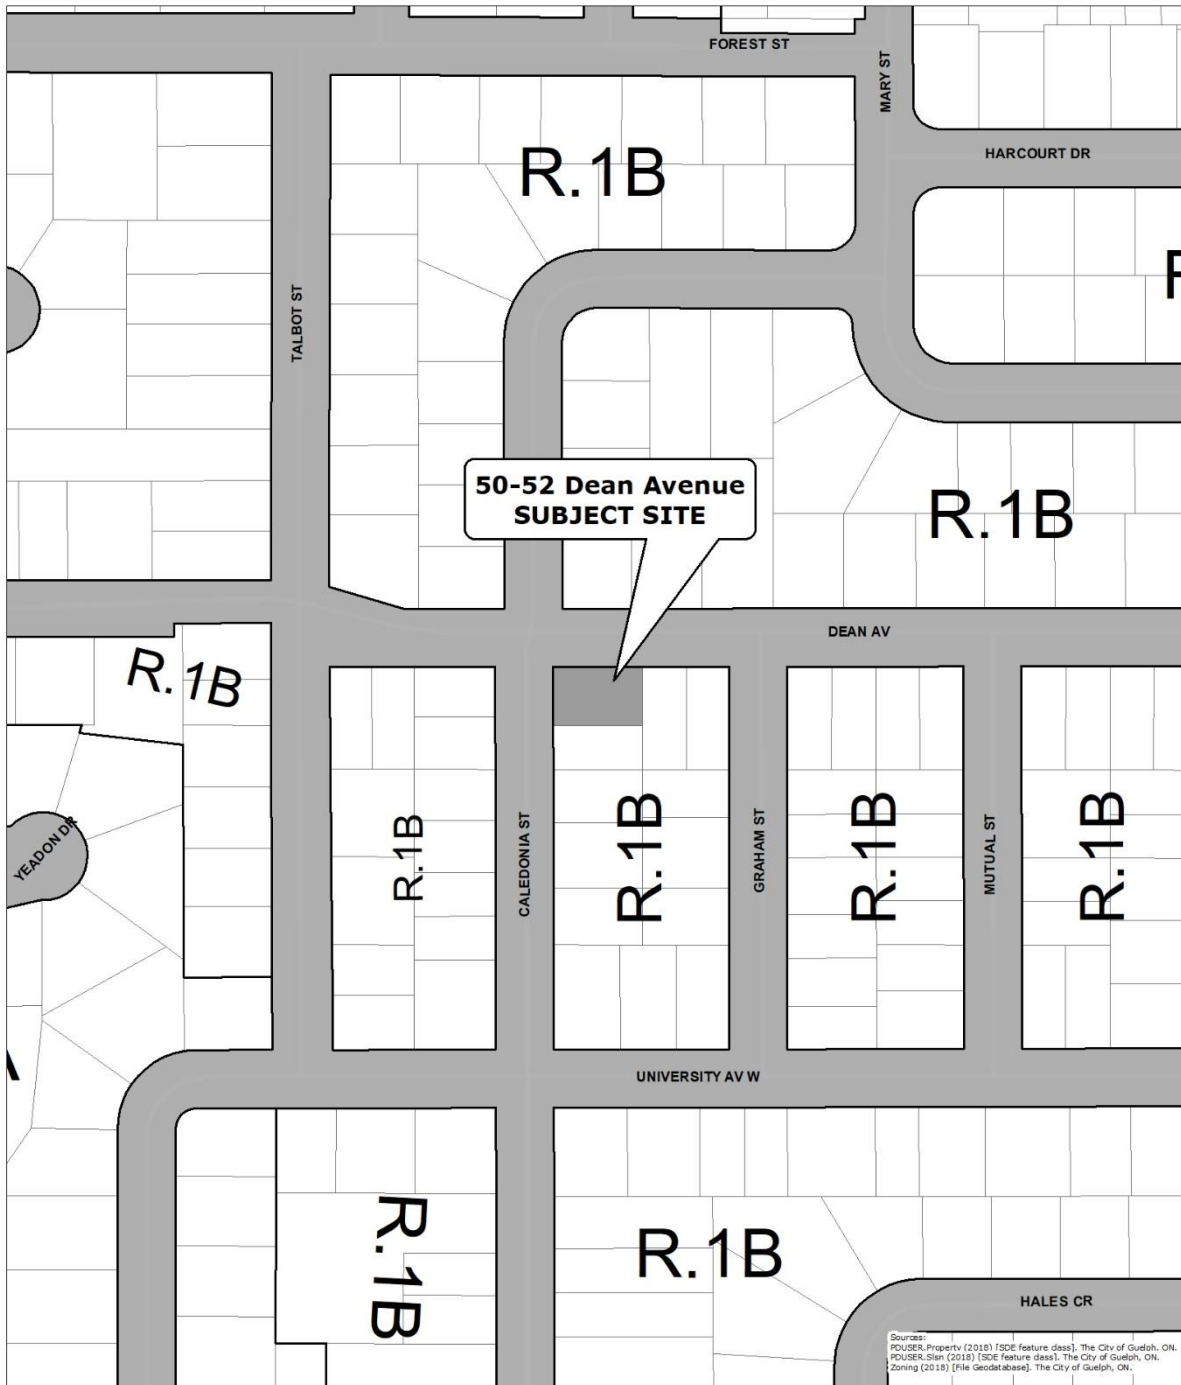 FOREST ST
MARY ST
HARCOURT DR
R.1B
TALBOT ST
50-52 Dean Avenue
SUBJECT SITE
R.1B
DEAN AV
R.1B
YEADON DR
R.1B
CALEDONIA ST
R.1B
GRAHAM ST
R.1B
MUTUAL ST
R.1B
UNIVERSITY AV W
R.1B
R.1B
HALES CR
Sources:
PDUSER.Property (2018) [SDE feature class]. The City of Guelph, ON.
PDUSER.Slsn (2018) [SDE feature class]. The City of Guelph, ON.
Zoning (2018) [File Geodatabase]. The City of Guelph, ON.